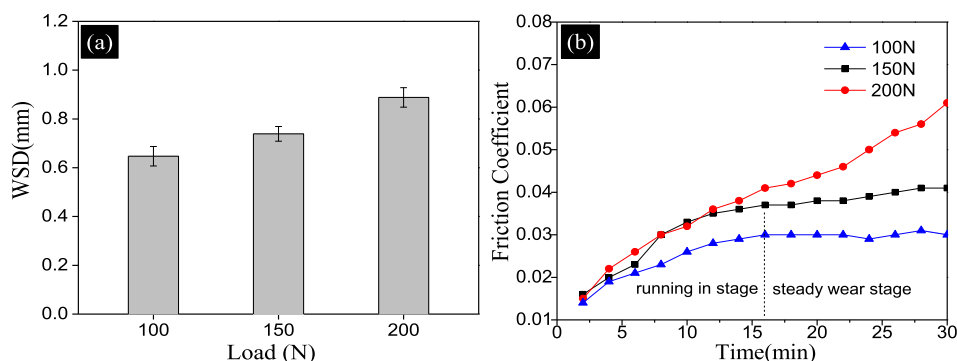 (a)
1.2
1.0
0.8
0.6
0.4
0.2
0.0
WSD(mm)
100 150 200
Load (N)
(b)
0.08
0.07
0.06
0.05
0.04
0.03
0.02
0.01
Friction Coefficient
100N
150N
200N
running in stage steady wear stage
0 5 10 15 20 25 30
Time(min)